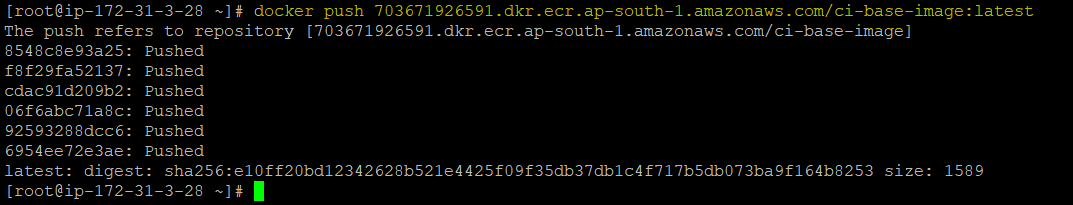 [root@ip-172-31-3-28 ~]# docker push 703671926591.dkr.ecr.ap-south-1.amazonaws.com/ci-base-image:latest
The push refers to repository [703671926591.dkr.ecr.ap-south-1.amazonaws.com/ci-base-image]
8548c8e93a25: Pushed
f8f29fa52137: Pushed
cdac91d209b2: Pushed
06f6abc71a8c: Pushed
92593288dcc6: Pushed
6954ee72e3ae: Pushed
latest: digest: sha256:e10ff20bd12342628b521e4425f09f35db37db1c4f717b5db073ba9f164b8253 size: 1589
[root@ip-172-31-3-28 ~]#